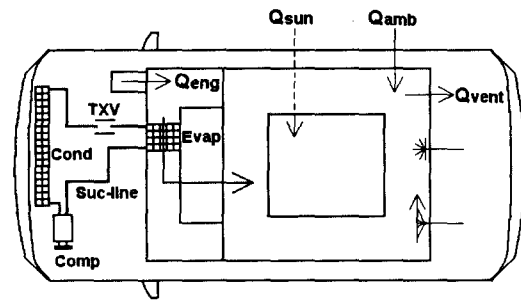 Qsun
Qamb
Qeng
Qvent
TXV
Evap
Cond
Suc-line
Comp